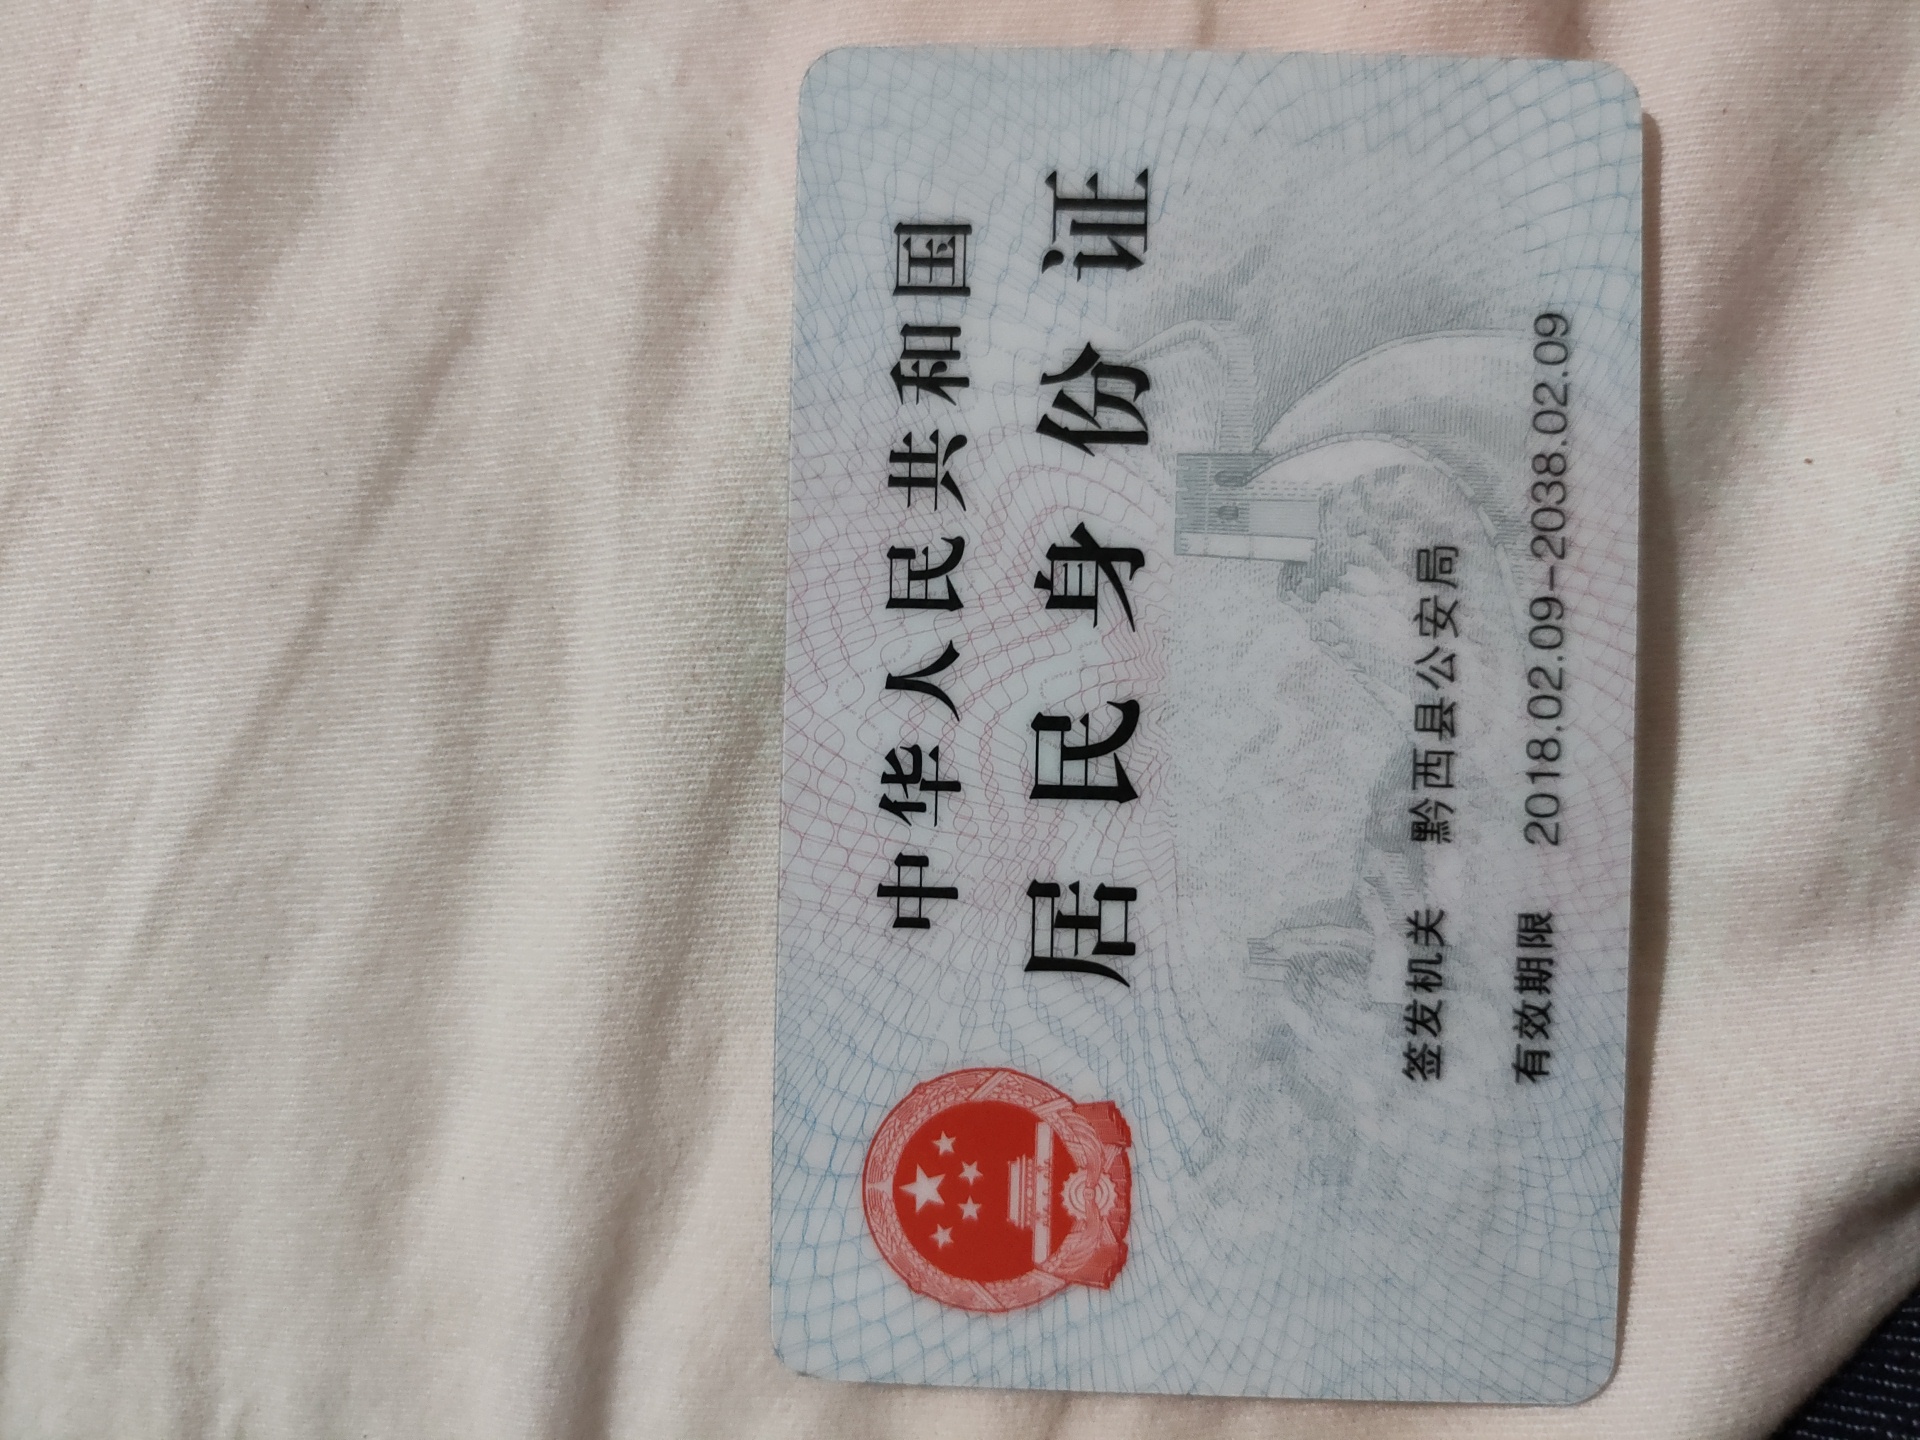 中华人民共和国
居民身份证
签发机关 黔西县公安局
有效期限 2018.02.09-2038.02.09